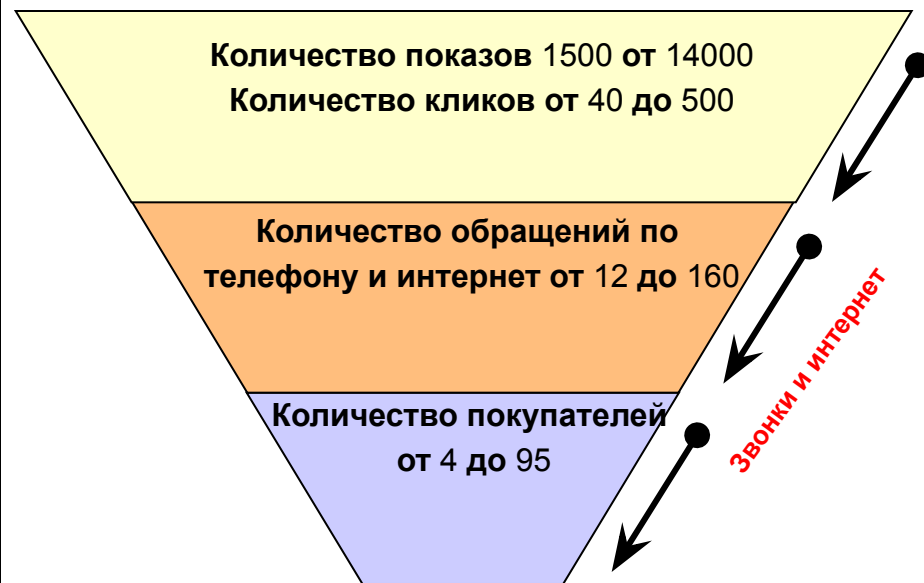 Количество показов 1500 от 14000
Количество кликов от 40 до 500
Количество обращений по
телефону и интернет от 12 до 160
Количество покупателей
от 4 до 95
Звонки и интернет